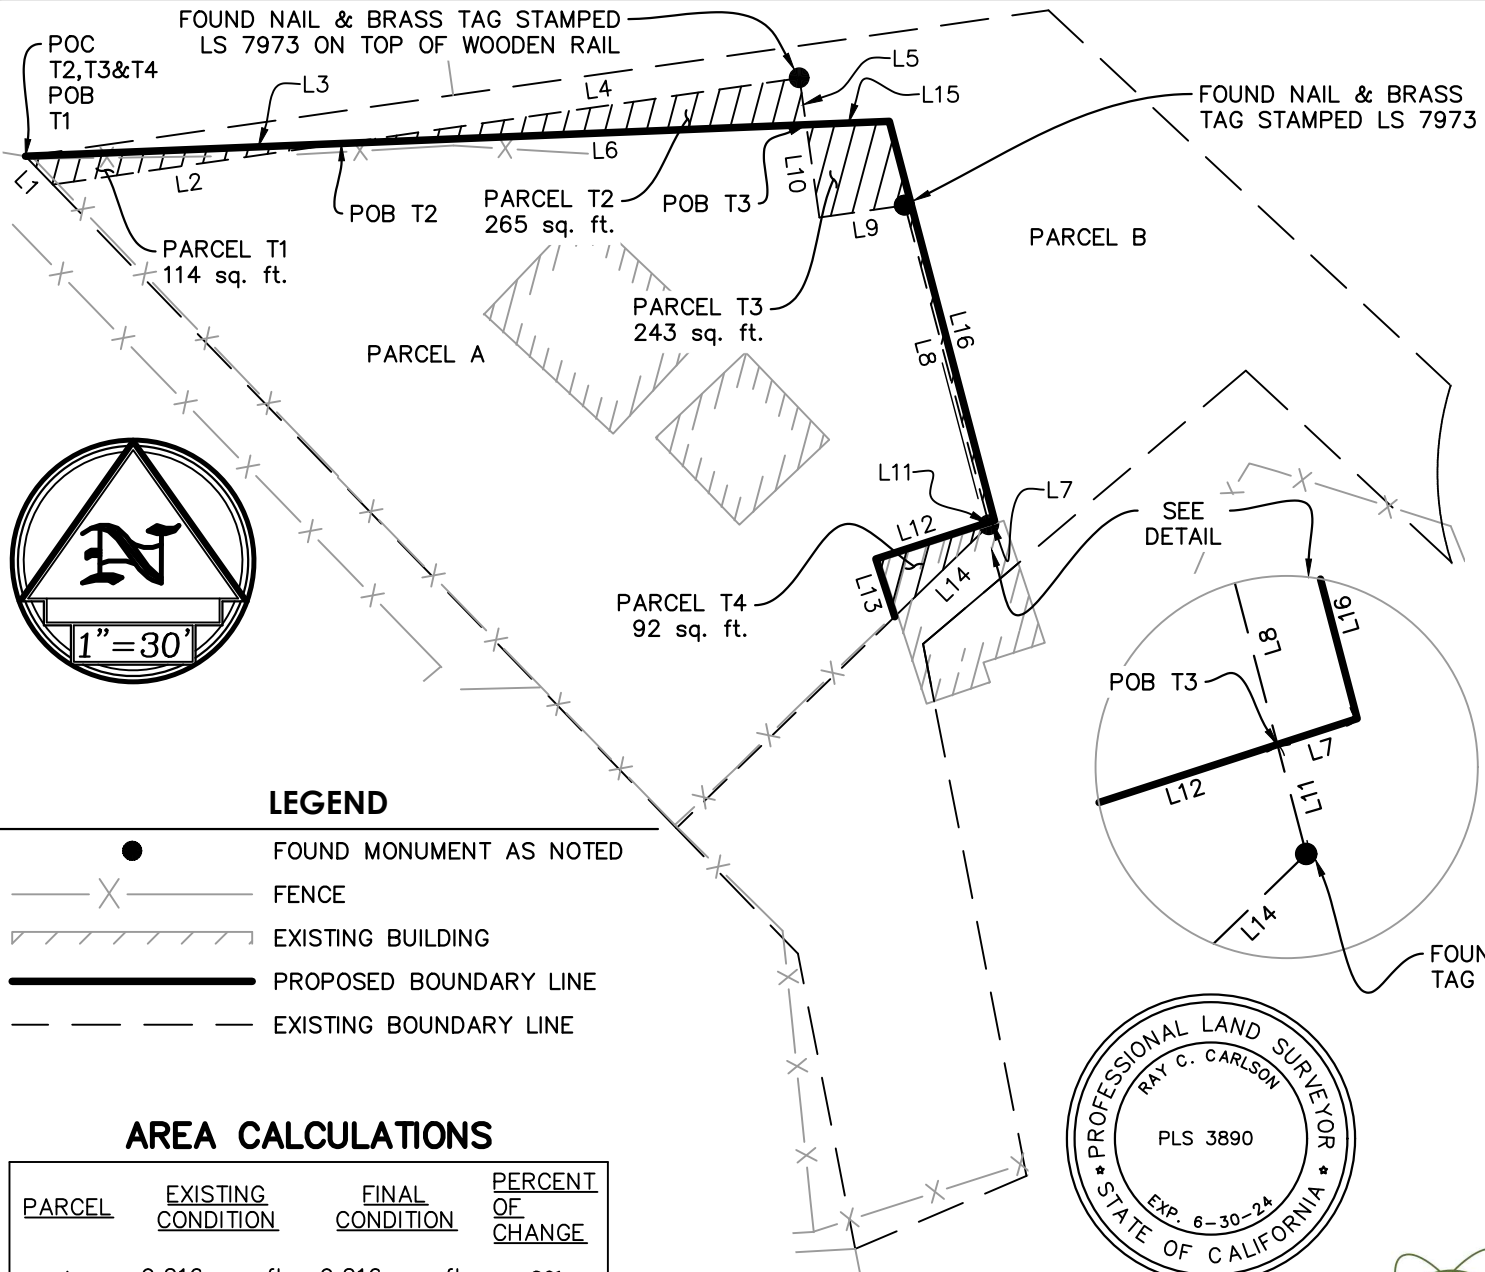 FOUND NAIL & BRASS TAG STAMPED
LS 7973 ON TOP OF WOODEN RAIL
POC
T2,T3&T4
POB
T1
L3
L4
L5
L15
FOUND NAIL & BRASS
TAG STAMPED LS 7973
L1
L2
L6
L10
POB T2
PARCEL T2
265 sq. ft.
POB T3
L9
PARCEL B
PARCEL T1
114 sq. ft.
PARCEL T3
243 sq. ft.
L16
L8
PARCEL A
L11
L7
L12
SEE
DETAIL
L13
L14
PARCEL T4
92 sq. ft.
N
1"=30'
L16
L8
POB T3
L7
L12
L11
L14
FOUN
TAG
LEGEND
FOUND MONUMENT AS NOTED
FENCE
EXISTING BUILDING
PROPOSED BOUNDARY LINE
EXISTING BOUNDARY LINE
PROFESSIONAL LAND SURVEYOR
RAY C. CARLSON
PLS 3890
EXP. 6-30-24
STATE OF CALIFORNIA
AREA CALCULATIONS
PARCEL
EXISTING
CONDITION
FINAL
CONDITION
PERCENT
OF
CHANGE